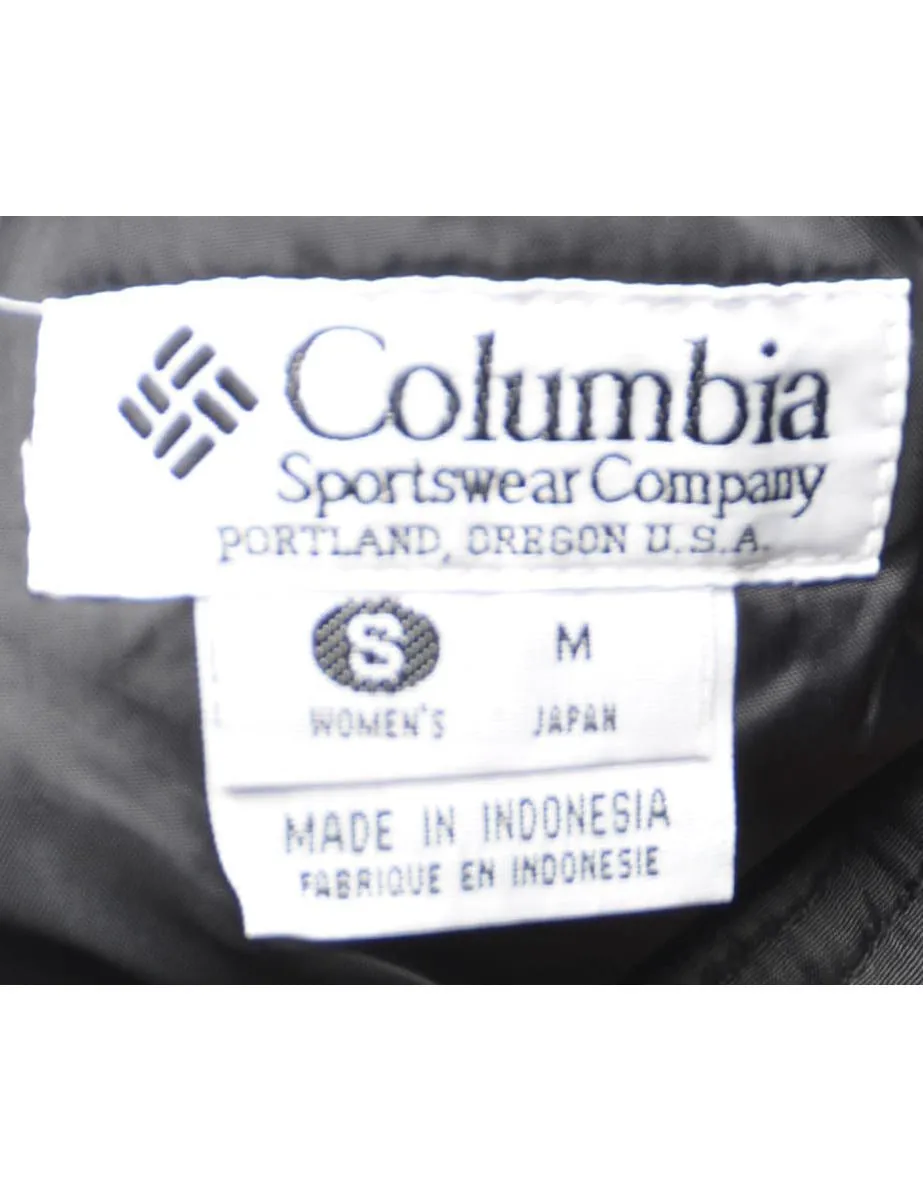 Columbia
Sportswear Company
PORTLAND, OREGON U.S.A.
S M
WOMEN'S JAPAN
MADE IN INDONESIA
FABRIQUE EN INDONESIE